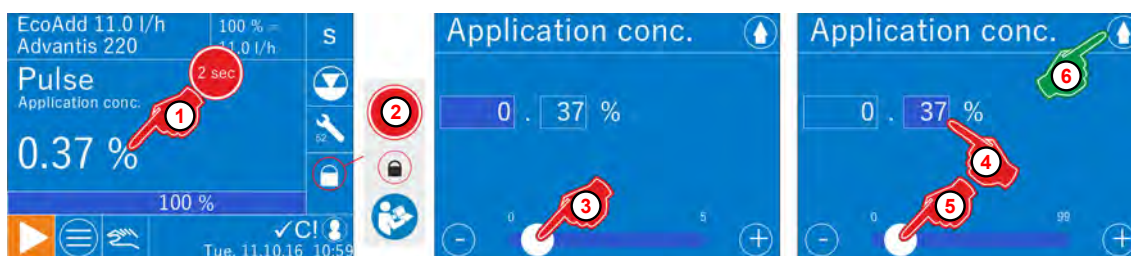 EcoAdd 11.0 l/h
Advantis 220
100 % =
11.0 l/h
S
Pulse
Application conc.
2 sec
1
0.37 %
52
100 %
✓C!
Tue, 11.10.16 10:59
2
Application conc.
0 . 37 %
3
0 5
- +
Application conc.
6
0 . 37 %
4
5
0 99
- +